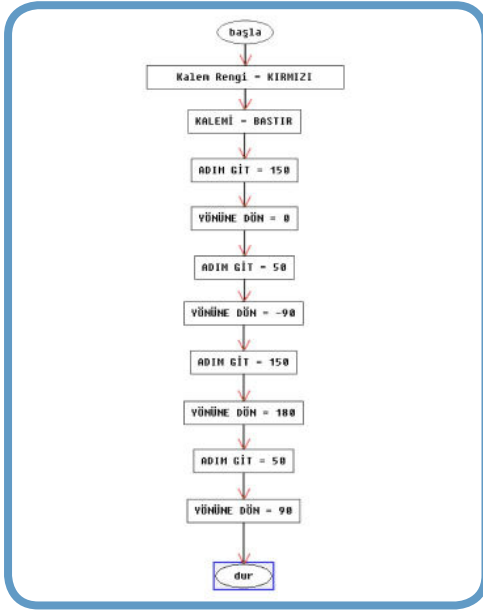 başla
Kalem Rengi = KIRMIZI
KALEMİ = BASTIR
ADIM GİT = 150
YÖNÜNE DÖN = 0
ADIM GİT = 50
YÖNÜNE DÖN = -90
ADIM GİT = 150
YÖNÜNE DÖN = 180
ADIM GİT = 50
YÖNÜNE DÖN = 90
dur